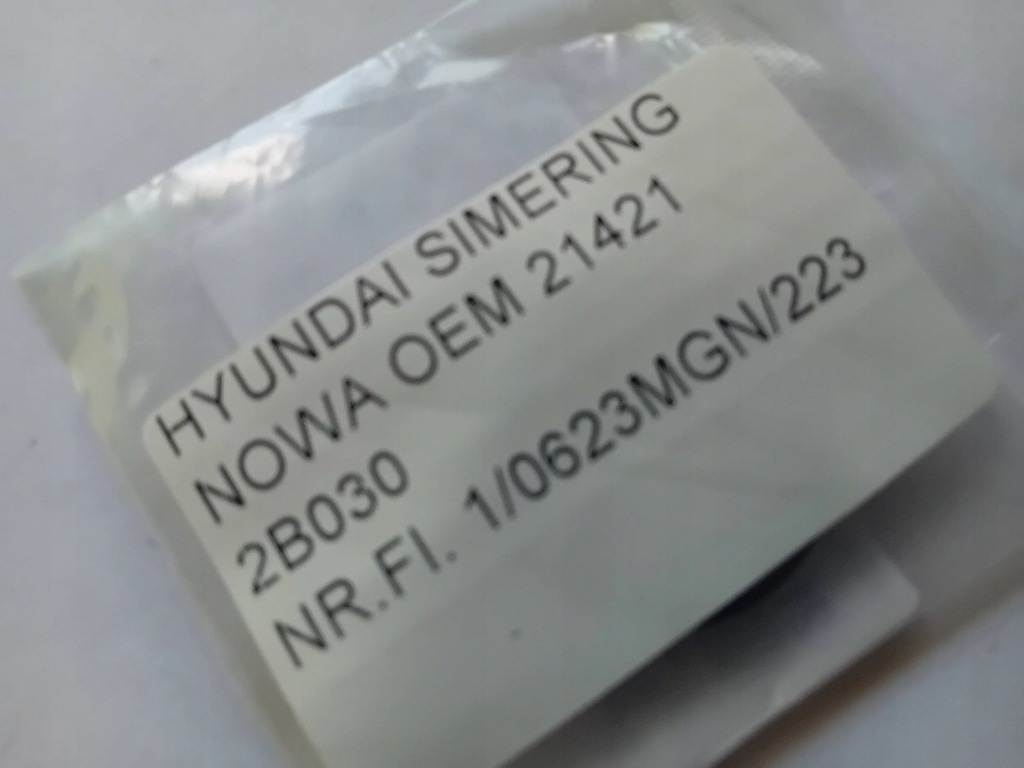 HYUNDAI SIMERING
NOWA OEM 21421
2B030
NR.FI. 1/0623MGN/223